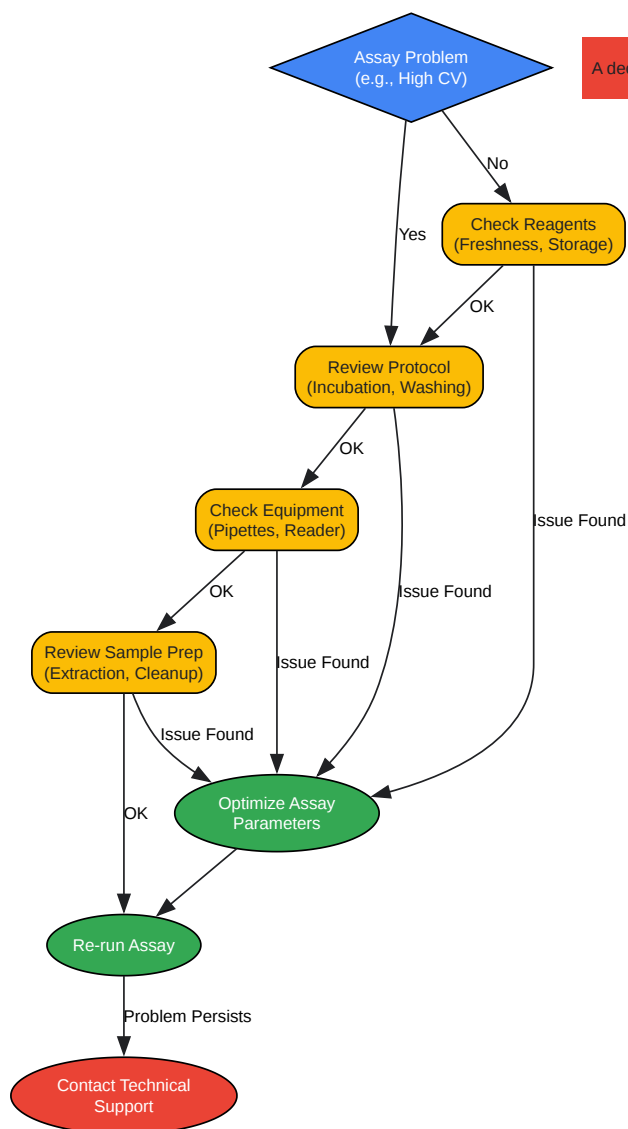 Assay Problem
(e.g., High CV)
A
No
Check Reagents
(Freshness, Storage)
Yes
OK
Review Protocol
(Incubation, Washing)
OK
Check Equipment
(Pipettes, Reader)
Issue Found
OK
Issue Found
Review Sample Prep
(Extraction, Cleanup)
Issue Found
Issue Found
Optimize Assay
Parameters
OK
Re-run Assay
Problem Persists
Contact Technical
Support